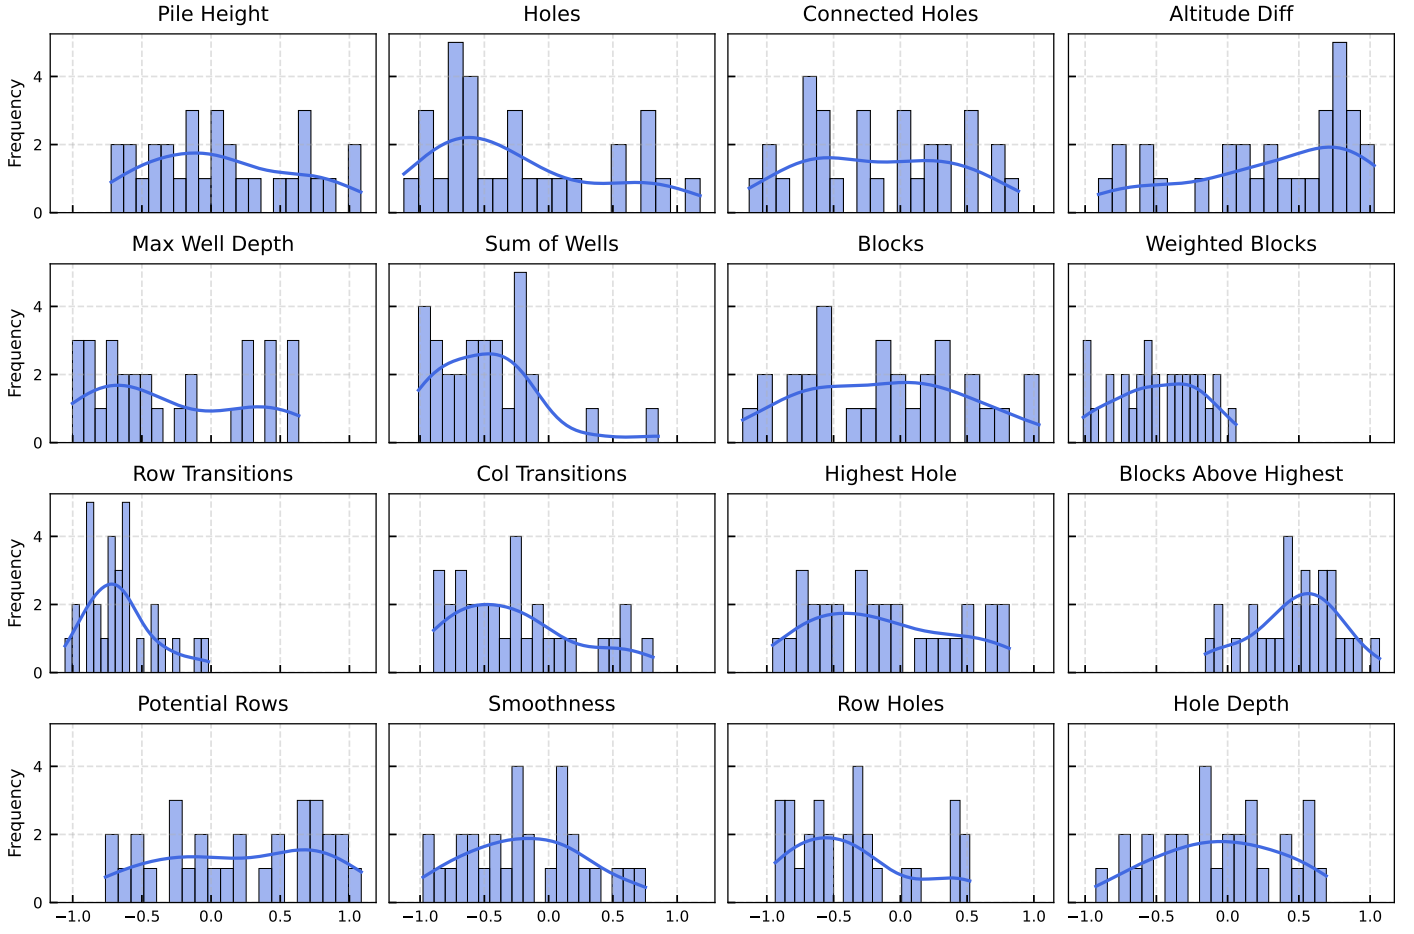 Pile Height Holes Connected Holes Altitude Diff
Frequency
4
2
0
Max Well Depth Sum of Wells Blocks Weighted Blocks
Frequency
4
2
0
Row Transitions Col Transitions Highest Hole Blocks Above Highest
Frequency
4
2
0
Potential Rows Smoothness Row Holes Hole Depth
Frequency
4
2
0
−1.0 −0.5 0.0 0.5 1.0 −1.0 −0.5 0.0 0.5 1.0 −1.0 −0.5 0.0 0.5 1.0 −1.0 −0.5 0.0 0.5 1.0